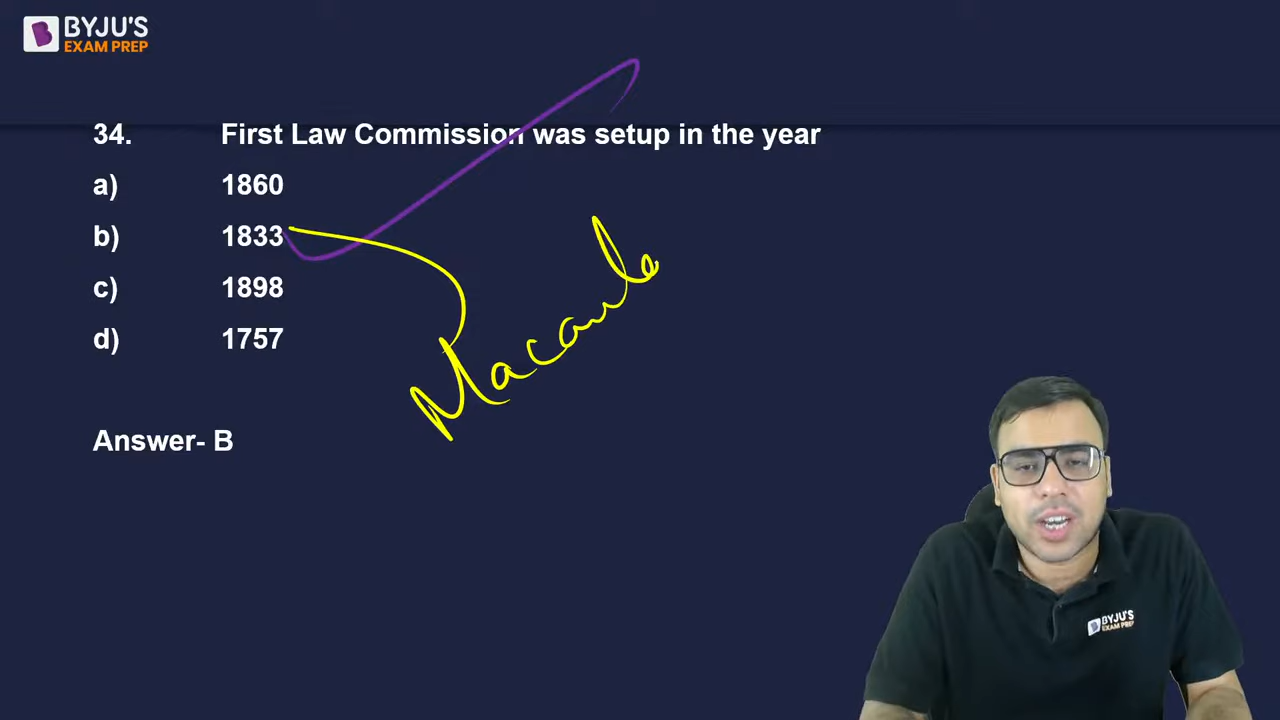 BYJU'S
EXAM PREP
34. First Law Commission was setup in the year
a) 1860
b) 1833
c) 1898
d) 1757
Macaule
Answer- B
BYJU'S
EXAM PREP